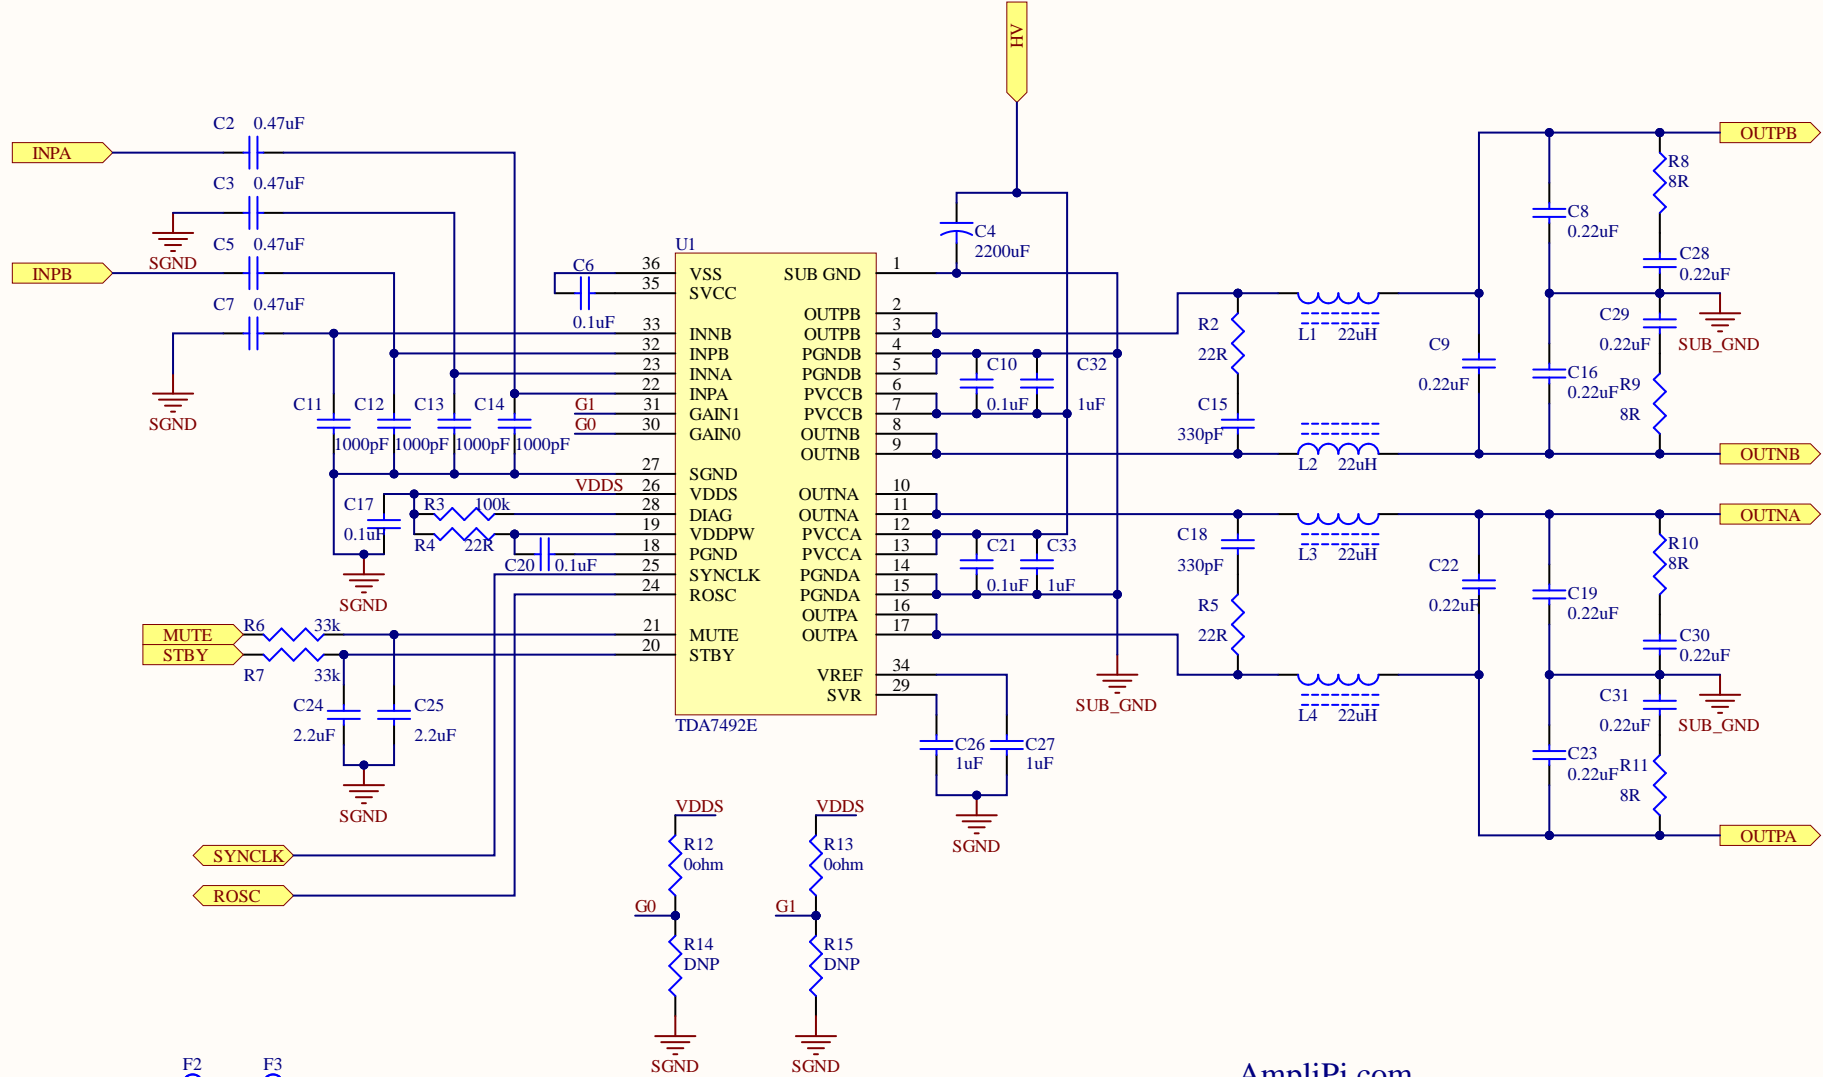 HV
C2 0.47uF
INPA
C3 0.47uF
SGND
C5 0.47uF
INPB
C7 0.47uF
SGND
C11 1000pF
C12 1000pF
C13 1000pF
C14 1000pF
C6
0.1uF
G1
G0
VDDS
C17
0.1uF
R3 100k
R4 22R
C20 0.1uF
SGND
MUTE
R6 33k
STBY
R7 33k
C24
2.2uF
C25
2.2uF
SGND
SYNCLK
ROSC
U1
36 VSS
35 SVCC
33 INNB
32 INPB
23 INNA
22 INPA
31 GAIN1
30 GAIN0
27 SGND
26 VDDS
28 DIAG
19 VDDPW
18 PGND
25 SYNCLK
24 ROSC
21 MUTE
20 STBY
SUB GND 1
OUTPB 2
OUTPB 3
PGNDB 4
PGNDB 5
PVCCB 6
PVCCB 7
OUTNB 8
OUTNB 9
OUTNA 10
OUTNA 11
PVCCA 12
PVCCA 13
PGNDA 14
PGNDA 15
OUTPA 16
OUTPA 17
VREF 34
SVR 29
TDA7492E
C4
2200uF
C10
0.1uF
C32
1uF
C21
0.1uF
C33
1uF
SUB_GND
C26
1uF
C27
1uF
SGND
R2
22R
C15
330pF
L1 22uH
L2 22uH
C18
330pF
R5
22R
L3 22uH
L4 22uH
C9
0.22uF
C8
0.22uF
C16
0.22uF
R8
8R
C28
0.22uF
C29
0.22uF
R9
8R
SUB_GND
OUTPB
OUTNB
OUTNA
C22
0.22uF
C19
0.22uF
C23
0.22uF
R10
8R
C30
0.22uF
C31
0.22uF
R11
8R
SUB_GND
OUTPA
VDDS
R12
0ohm
G0
R14
DNP
SGND
VDDS
R13
0ohm
G1
R15
DNP
SGND
F2 F3
AmpliPi.com